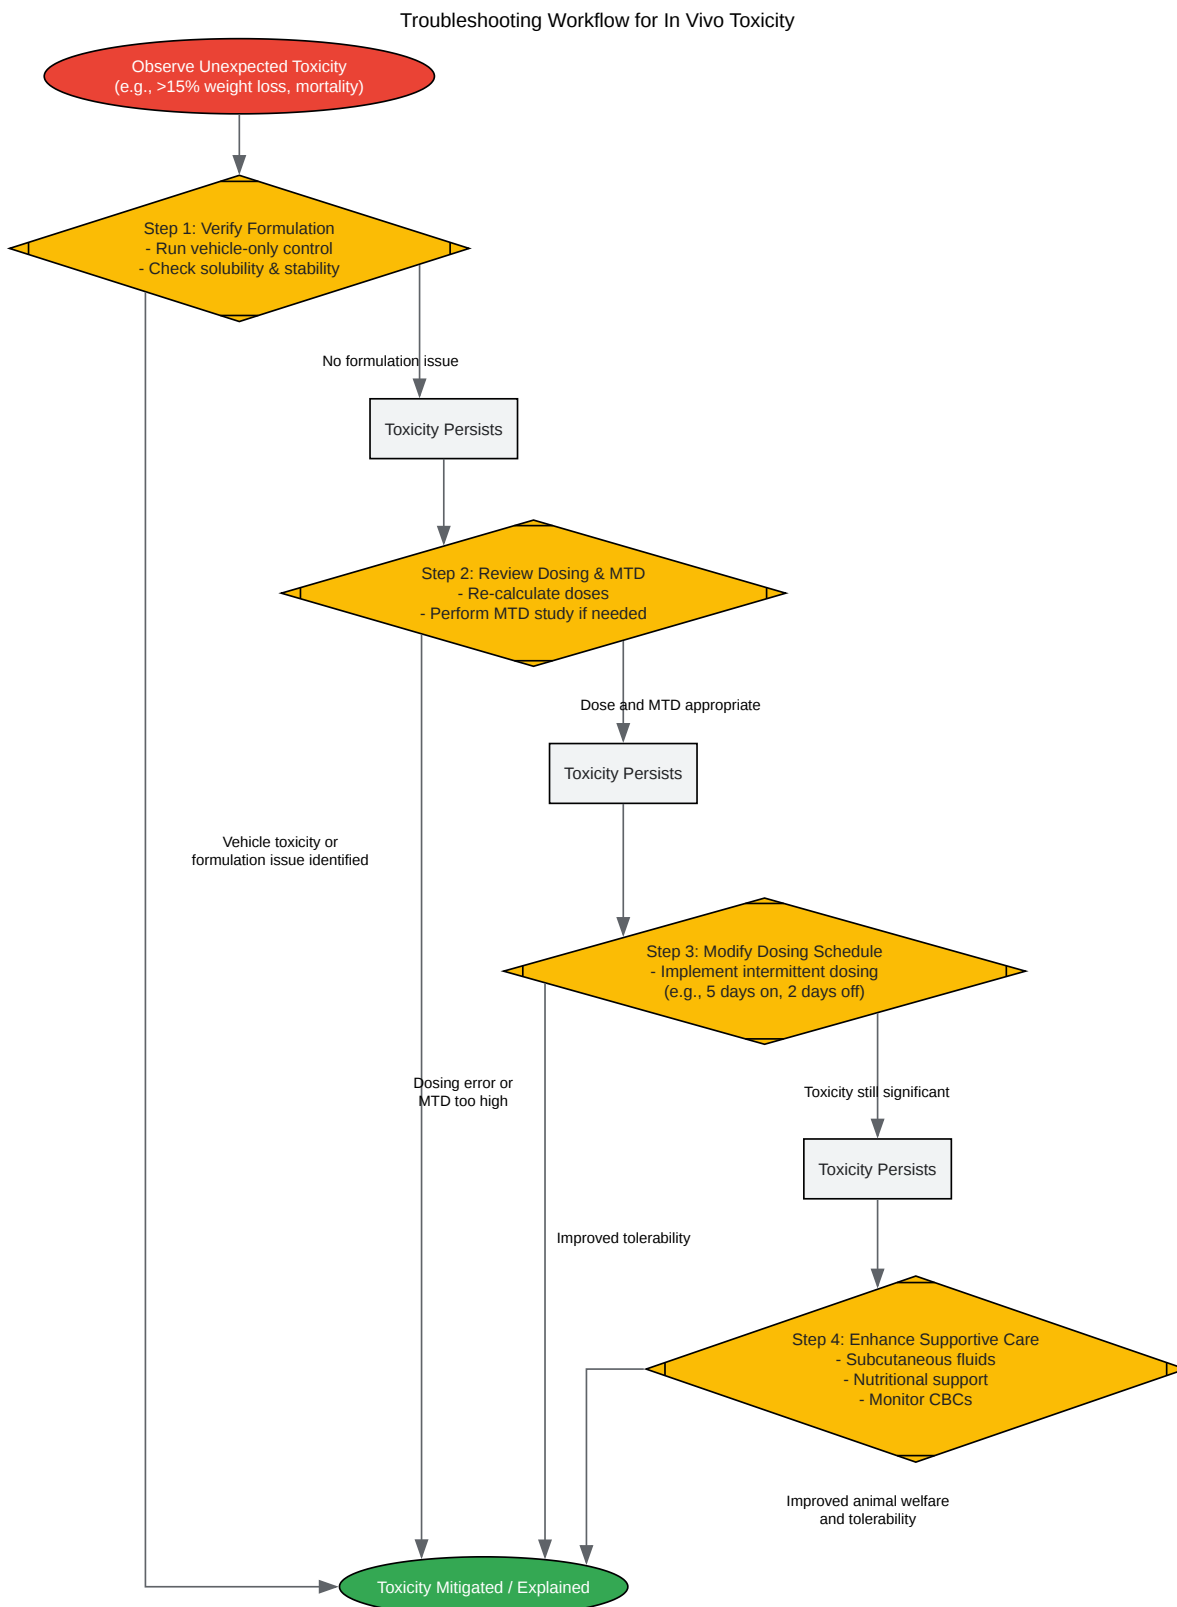 Troubleshooting Workflow for In Vivo Toxicity
Observe Unexpected Toxicity
(e.g., >15% weight loss, mortality)
Step 1: Verify Formulation
- Run vehicle-only control
- Check solubility & stability
No formulation issue
Toxicity Persists
Step 2: Review Dosing & MTD
- Re-calculate doses
- Perform MTD study if needed
Dose and MTD appropriate
Toxicity Persists
Vehicle toxicity or
formulation issue identified
Step 3: Modify Dosing Schedule
- Implement intermittent dosing
(e.g., 5 days on, 2 days off)
Dosing error or
MTD too high
Toxicity still significant
Toxicity Persists
Improved tolerability
Step 4: Enhance Supportive Care
- Subcutaneous fluids
- Nutritional support
- Monitor CBCs
Improved animal welfare
and tolerability
Toxicity Mitigated / Explained